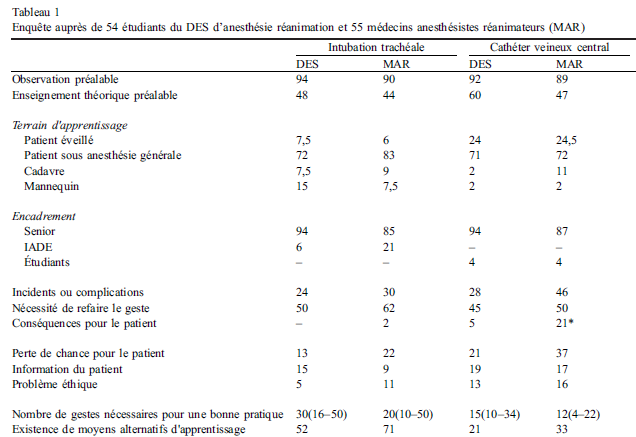 Tableau 1
Enquête auprès de 54 étudiants du DES d’anesthésie réanimation et 55 médecins anesthésistes réanimateurs (MAR)
Intubation trachéale Cathéter veineux central
DES MAR DES MAR
Observation préalable 94 90 92 89
Enseignement théorique préalable 48 44 60 47
Terrain d'apprentissage
Patient éveillé 7,5 6 24 24,5
Patient sous anesthésie générale 72 83 71 72
Cadavre 7,5 9 2 11
Mannequin 15 7,5 2 2
Encadrement
Senior 94 85 94 87
IADE 6 21 – –
Étudiants – – 4 4
Incidents ou complications 24 30 28 46
Nécessité de refaire le geste 50 62 45 50
Conséquences pour le patient – 2 5 21*
Perte de chance pour le patient 13 22 21 37
Information du patient 15 9 19 17
Problème éthique 5 11 13 16
Nombre de gestes nécessaires pour une bonne pratique 30(16–50) 20(10–50) 15(10–34) 12(4–22)
Existence de moyens alternatifs d'apprentissage 52 71 21 33